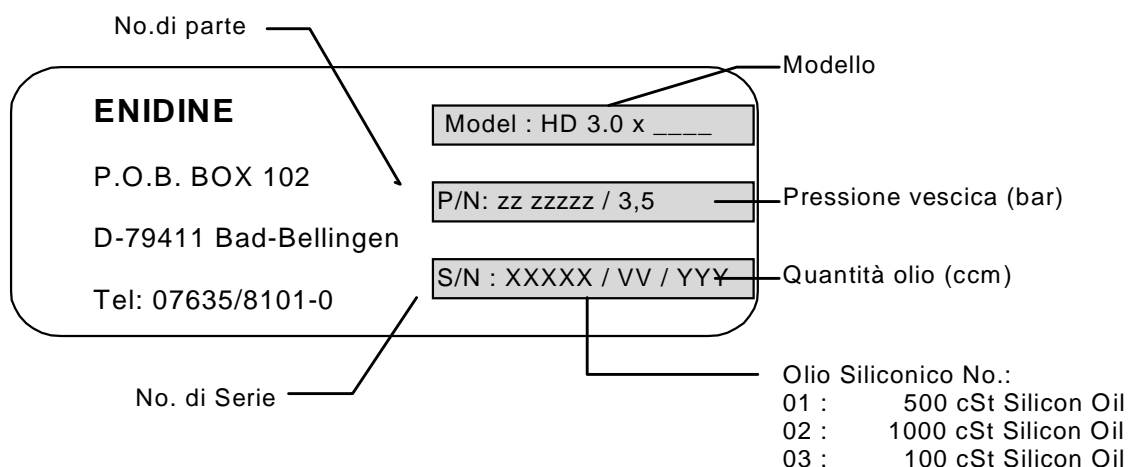 No.di parte
Modello
ENIDINE
Model : HD 3.0 x ____
P.O.B. BOX 102
P/N: zz zzzzz / 3,5
Pressione vescica (bar)
D-79411 Bad-Bellingen
S/N : XXXXX / VV / YYY
Quantità olio (ccm)
Tel: 07635/8101-0
No. di Serie
Olio Siliconico No.:
01 : 500 cSt Silicon Oil
02 : 1000 cSt Silicon Oil
03 : 100 cSt Silicon Oil